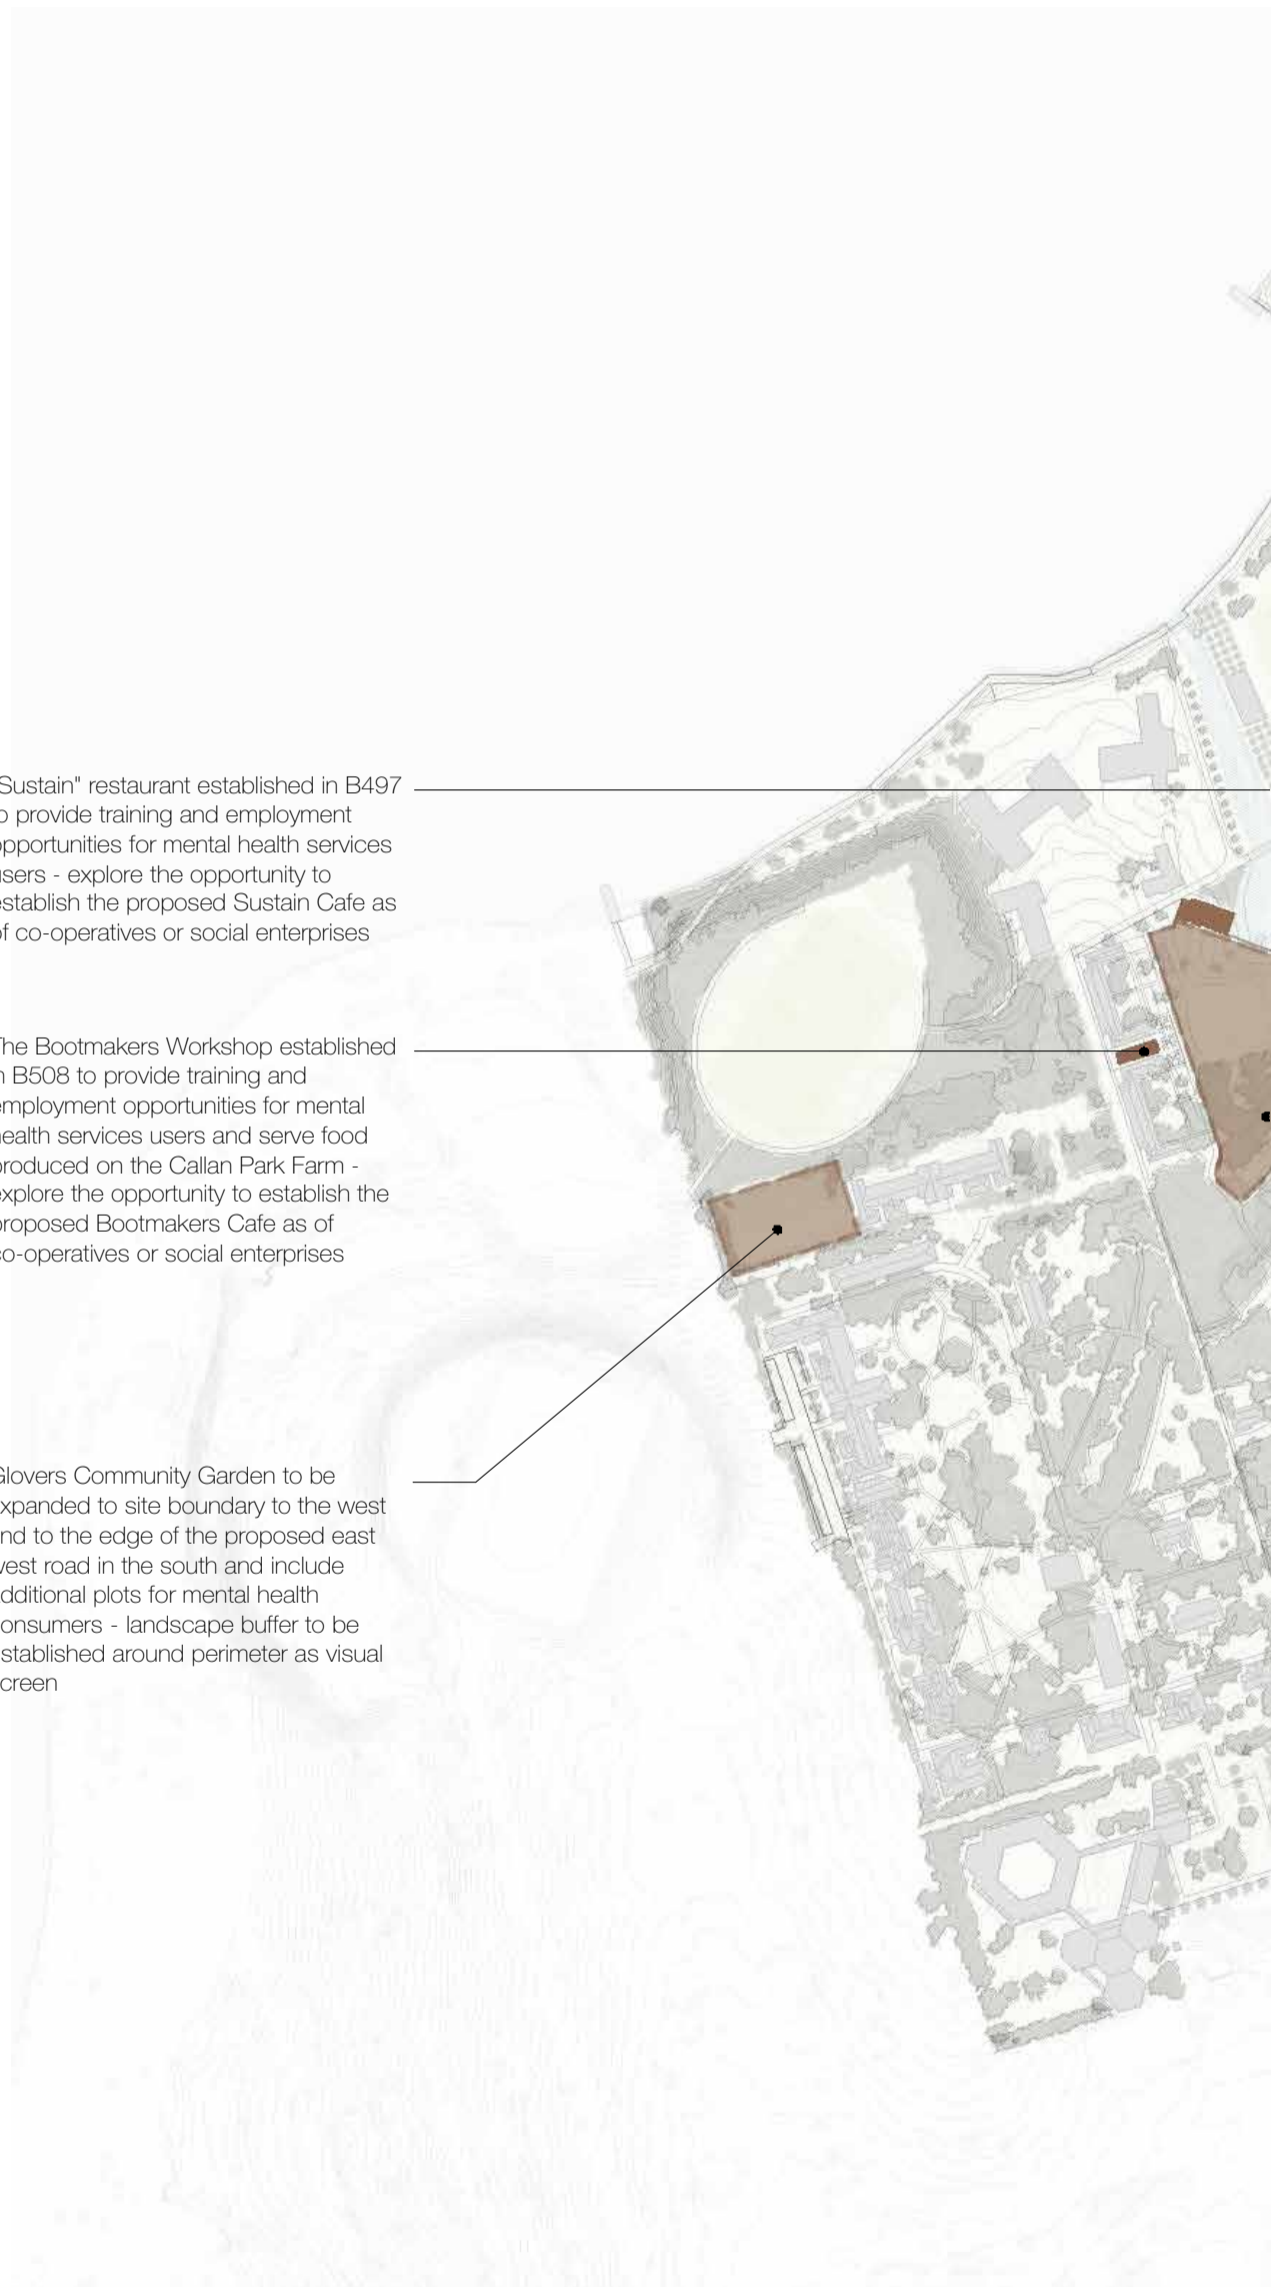 Sustain" restaurant established in B497
o provide training and employment
opportunities for mental health services
users - explore the opportunity to
establish the proposed Sustain Cafe as
of co-operatives or social enterprises
The Bootmakers Workshop established
n B508 to provide training and
employment opportunities for mental
health services users and serve food
produced on the Callan Park Farm -
explore the opportunity to establish the
proposed Bootmakers Cafe as of
co-operatives or social enterprises
Glovers Community Garden to be
xpanded to site boundary to the west
nd to the edge of the proposed east
west road in the south and include
dditional plots for mental health
onsumers - landscape buffer to be
stablished around perimeter as visual
creen